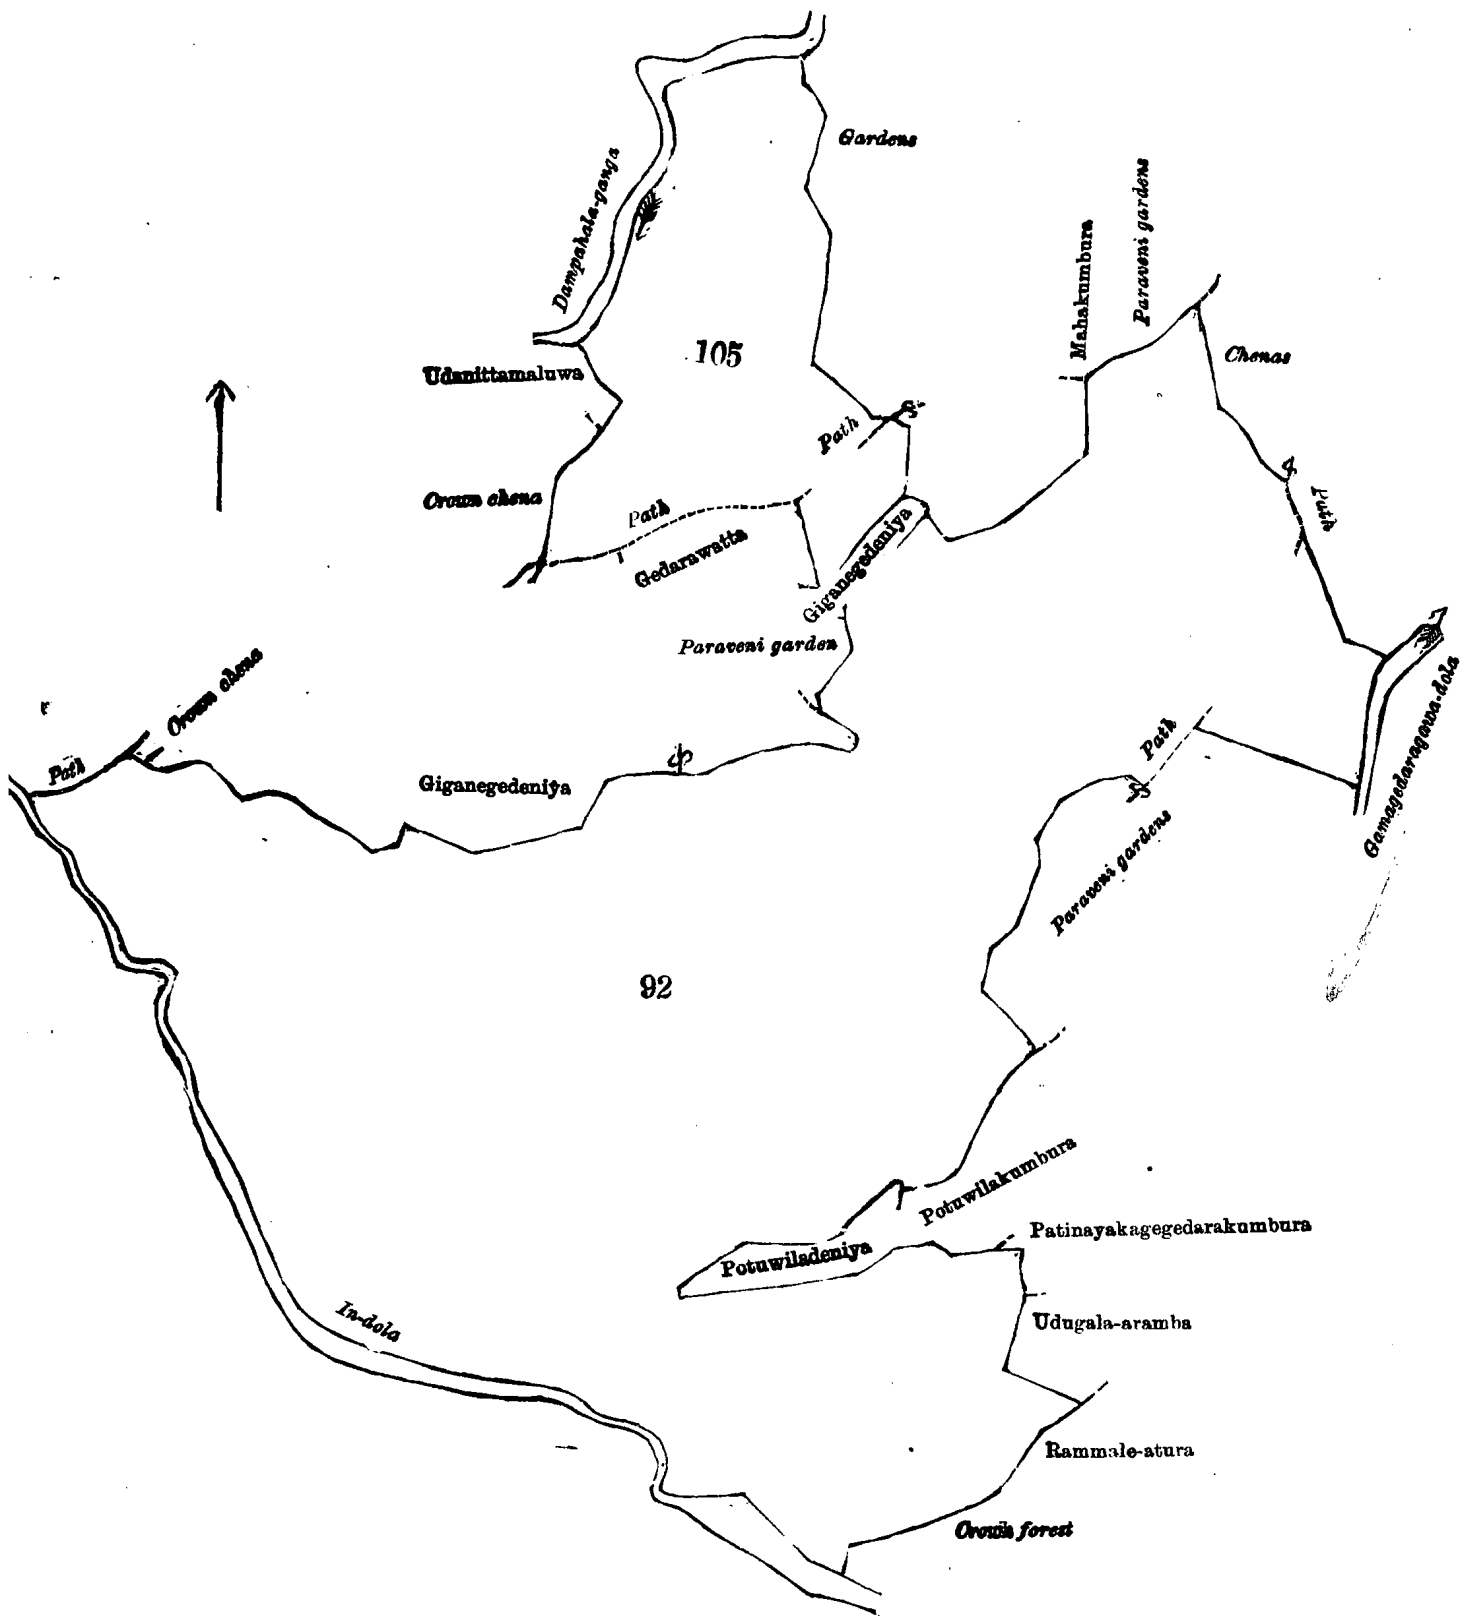 Gardens
Dampahala-ganga
Paraveni gardens
Mahakumbura
105
Chenas
Udanittamaluwa
Path
Crown chena
Path
Path
Gedarawatta
Giganegedeniya
Paraveni garden
Crown chena
Path
Giganegedeniya
Path
Gamagedaragawa-dola
Paraveni gardens
92
Potuwilakumbura
Patinayakagegedarakumbura
Potuwiladeniya
In-dola
Udugala-aramba
Rammale-atura
Crown forest